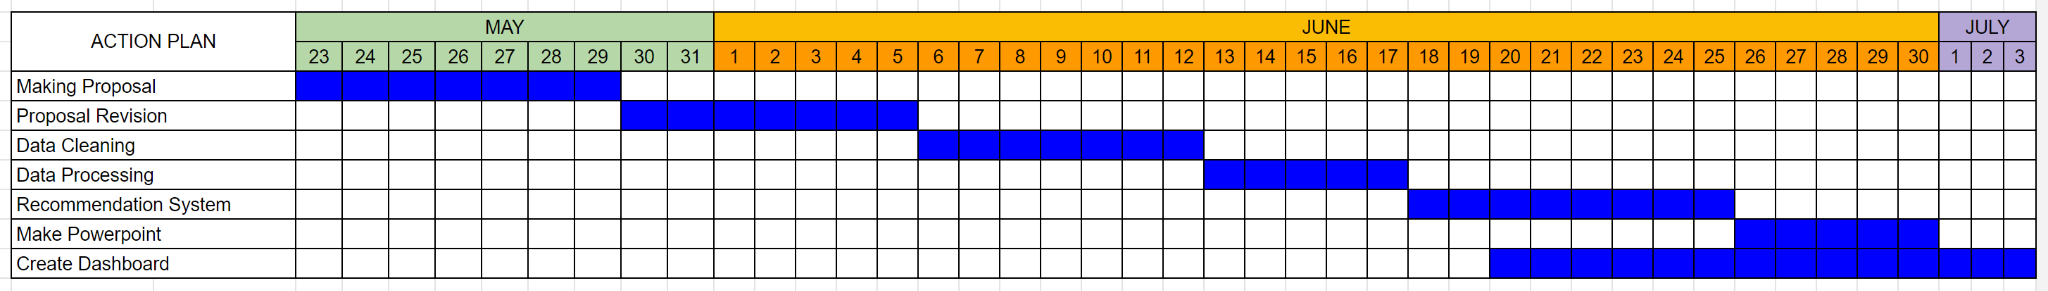 ACTION PLAN
MAY JUNE JULY
23 24 25 26 27 28 29 30 31 1 2 3 4 5 6 7 8 9 10 11 12 13 14 15 16 17 18 19 20 21 22 23 24 25 26 27 28 29 30 1 2 3
Making Proposal
Proposal Revision
Data Cleaning
Data Processing
Recommendation System
Make Powerpoint
Create Dashboard